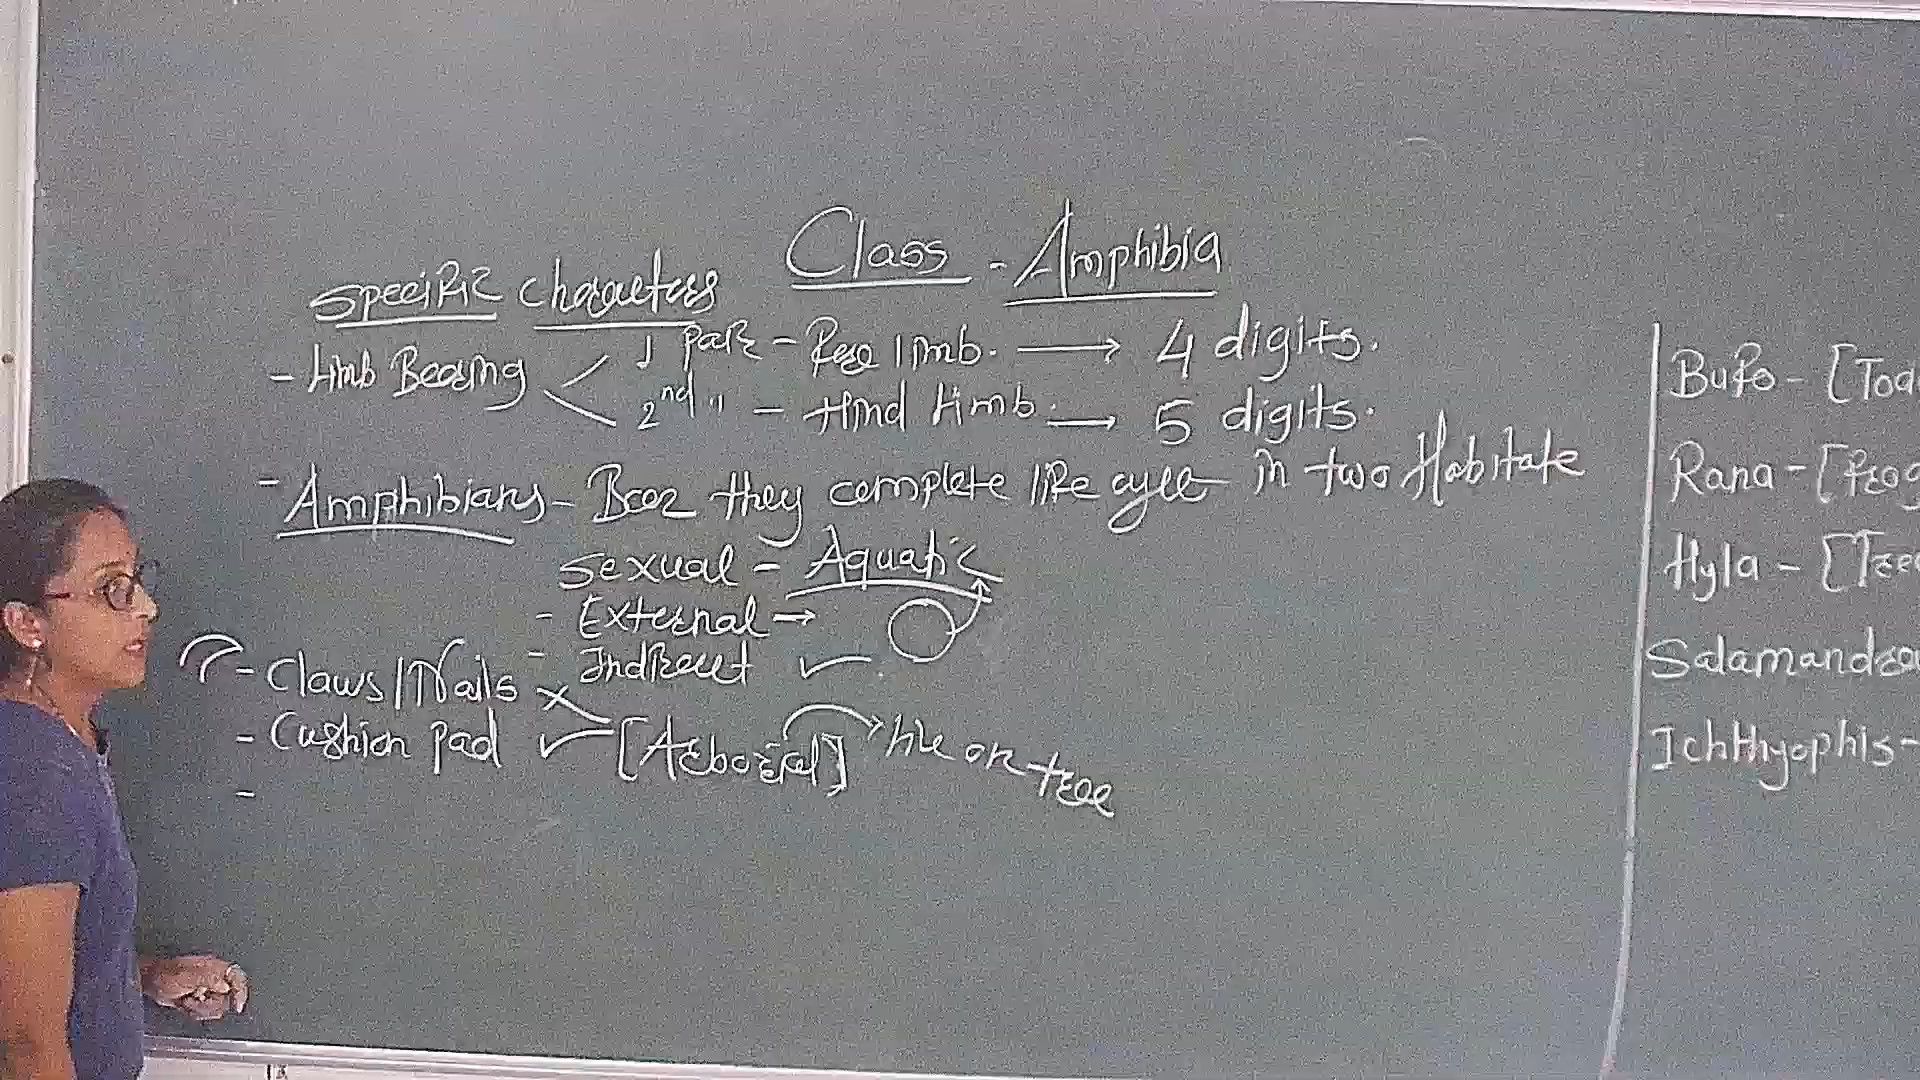 Class - Amphibia
Specific characters
- Limb Bearing
1 pair - Fore limb. → 4 digits.
2nd " - Hind limb. → 5 digits.
- Amphibians - Bcoz they complete life cycle in two Habitate
Sexual - Aquatic
- External →
- Indirect ✓
- Claws/Nails ×
- Cushion pad ✓ [Arboreal] → live on tree
-
Bufo - [Toa
Rana - [frog
Hyla - [Tree
Salamandra
Ichthyophis -